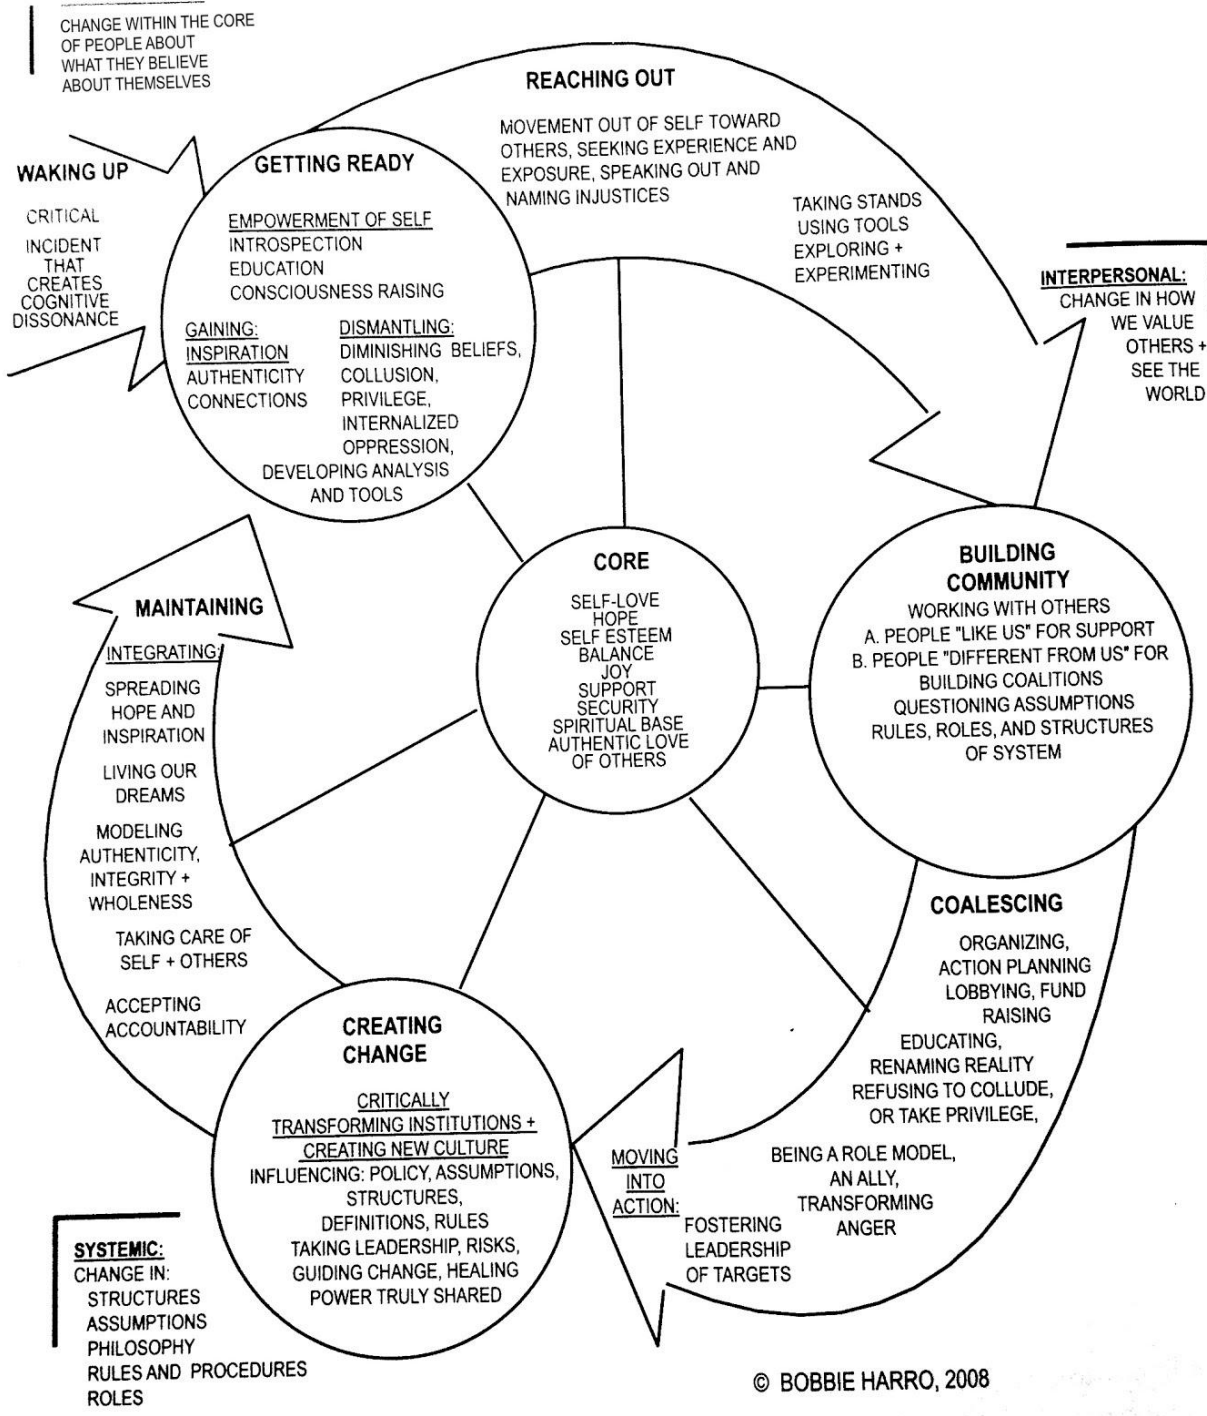 CHANGE WITHIN THE CORE
OF PEOPLE ABOUT
WHAT THEY BELIEVE
ABOUT THEMSELVES
WAKING UP
CRITICAL
INCIDENT
THAT
CREATES
COGNITIVE
DISSONANCE
GETTING READY
EMPOWERMENT OF SELF
INTROSPECTION
EDUCATION
CONSCIOUSNESS RAISING
GAINING:
INSPIRATION
AUTHENTICITY
CONNECTIONS
DISMANTLING:
DIMINISHING BELIEFS,
COLLUSION,
PRIVILEGE,
INTERNALIZED
OPPRESSION,
DEVELOPING ANALYSIS
AND TOOLS
REACHING OUT
MOVEMENT OUT OF SELF TOWARD
OTHERS, SEEKING EXPERIENCE AND
EXPOSURE, SPEAKING OUT AND
NAMING INJUSTICES
TAKING STANDS
USING TOOLS
EXPLORING +
EXPERIMENTING
INTERPERSONAL:
CHANGE IN HOW
WE VALUE
OTHERS +
SEE THE
WORLD
BUILDING
COMMUNITY
WORKING WITH OTHERS
A. PEOPLE "LIKE US" FOR SUPPORT
B. PEOPLE "DIFFERENT FROM US" FOR
BUILDING COALITIONS
QUESTIONING ASSUMPTIONS
RULES, ROLES, AND STRUCTURES
OF SYSTEM
CORE
SELF-LOVE
HOPE
SELF ESTEEM
BALANCE
JOY
SUPPORT
SECURITY
SPIRITUAL BASE
AUTHENTIC LOVE
OF OTHERS
COALESCING
ORGANIZING,
ACTION PLANNING
LOBBYING, FUND
RAISING
EDUCATING,
RENAMING REALITY
REFUSING TO COLLUDE,
OR TAKE PRIVILEGE,
BEING A ROLE MODEL,
AN ALLY,
TRANSFORMING
ANGER
MOVING
INTO
ACTION:
FOSTERING
LEADERSHIP
OF TARGETS
CREATING
CHANGE
CRITICALLY
TRANSFORMING INSTITUTIONS +
CREATING NEW CULTURE
INFLUENCING: POLICY, ASSUMPTIONS,
STRUCTURES,
DEFINITIONS, RULES
TAKING LEADERSHIP, RISKS,
GUIDING CHANGE, HEALING
POWER TRULY SHARED
MAINTAINING
INTEGRATING:
SPREADING
HOPE AND
INSPIRATION
LIVING OUR
DREAMS
MODELING
AUTHENTICITY,
INTEGRITY +
WHOLENESS
TAKING CARE OF
SELF + OTHERS
ACCEPTING
ACCOUNTABILITY
SYSTEMIC:
CHANGE IN:
STRUCTURES
ASSUMPTIONS
PHILOSOPHY
RULES AND PROCEDURES
ROLES
© BOBBIE HARRO, 2008